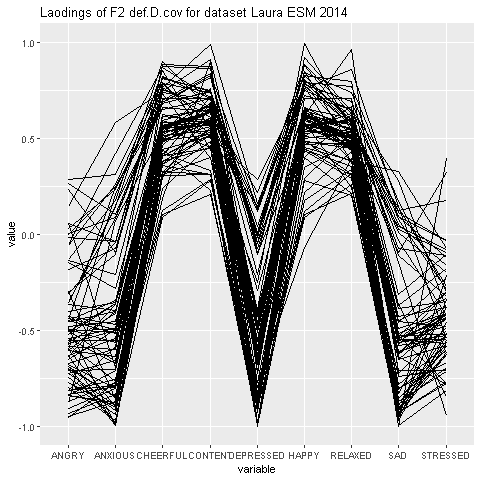 Laodings of F2 def.D.cov for dataset Laura ESM 2014
1.0
0.5
0.0
-0.5
-1.0
value
ANGRY ANXIOUS CHEERFUL CONTENT DEPRESSED HAPPY RELAXED SAD STRESSED
variable